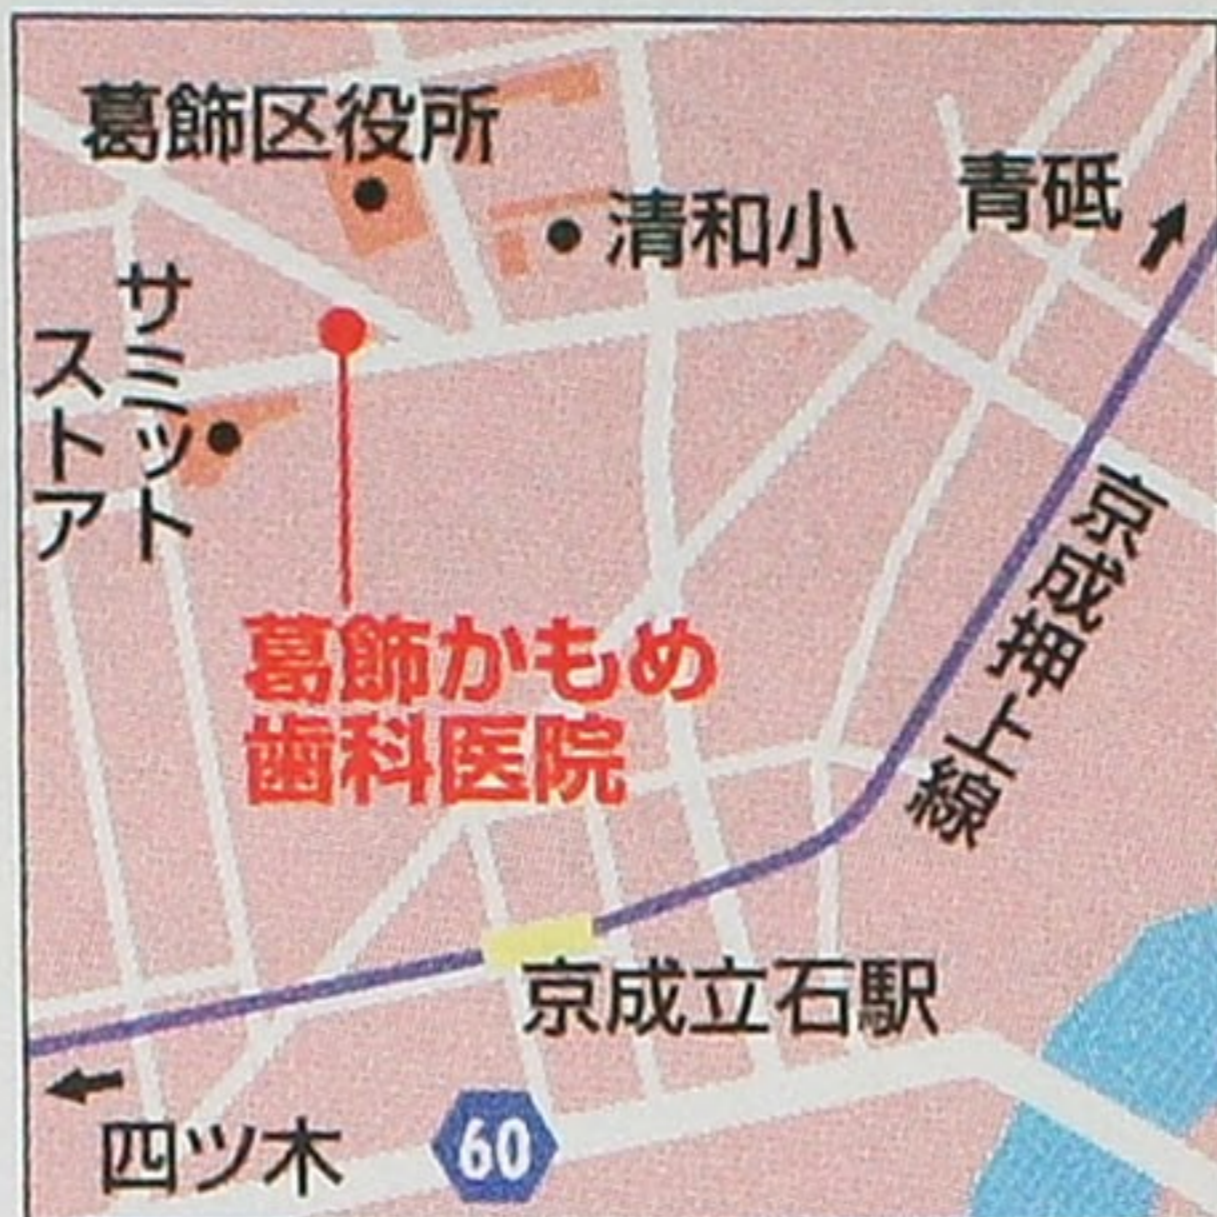 葛飾区役所
清和小
青砥
サミット
ストア
京成押上線
葛飾かもめ
歯科医院
京成立石駅
四ツ木
60